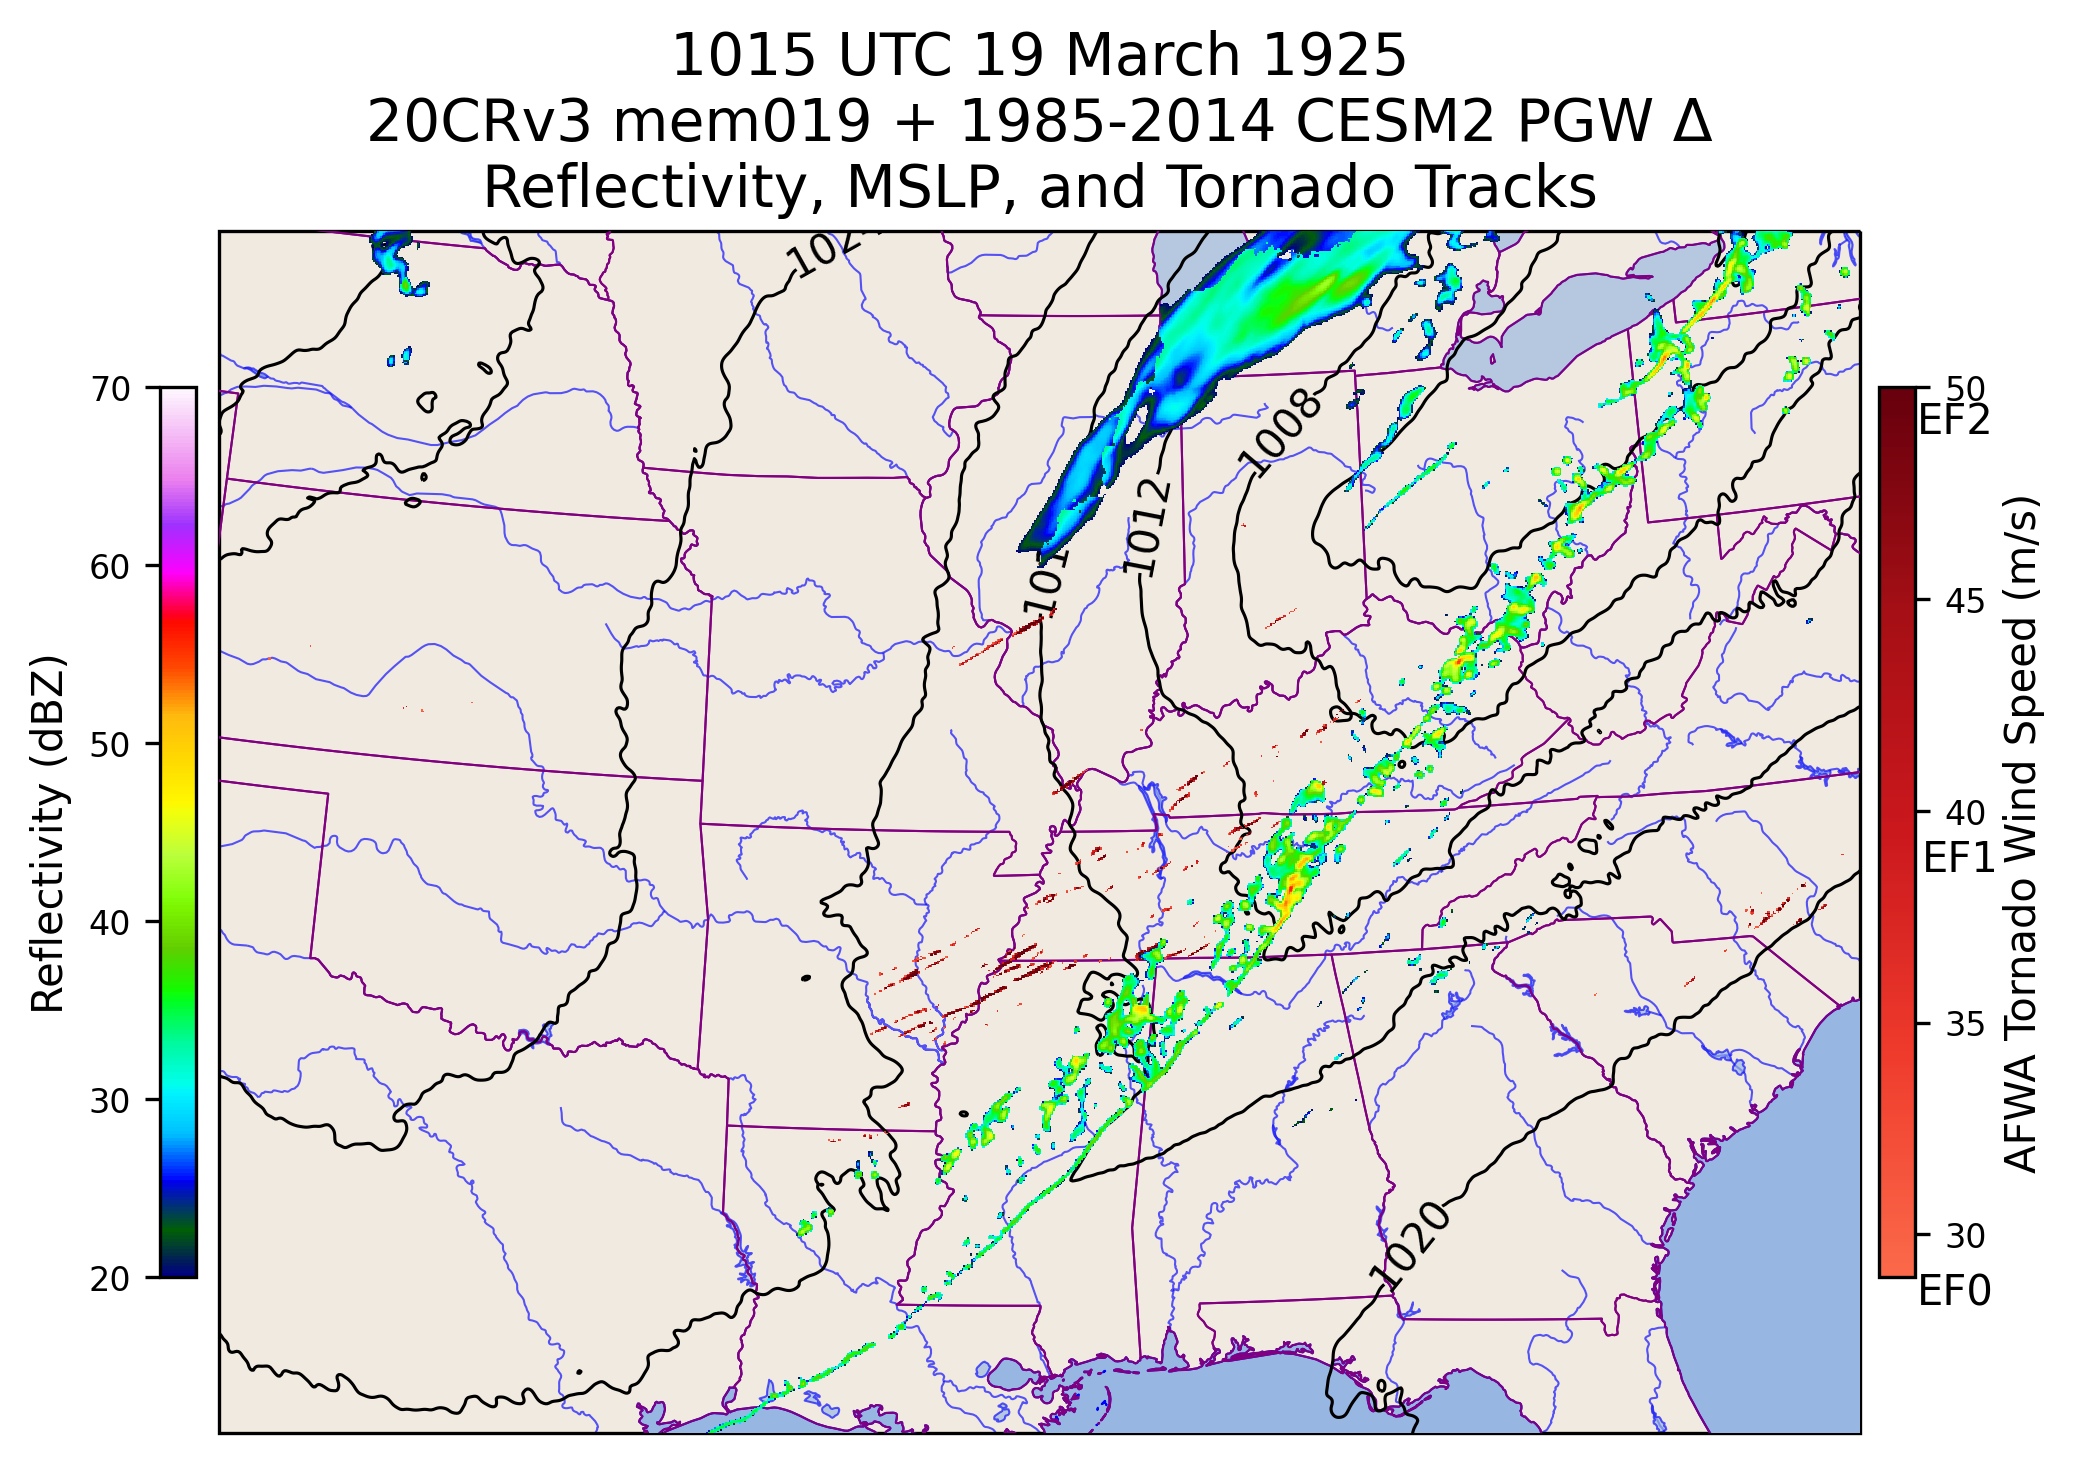 1015 UTC 19 March 1925
20CRv3 mem019 + 1985-2014 CESM2 PGW Δ
Reflectivity, MSLP, and Tornado Tracks
70
60
50
40
30
20
Reflectivity (dBZ)
1008
1012
1020
50
EF2
45
40
EF1
35
30
EF0
AFWA Tornado Wind Speed (m/s)